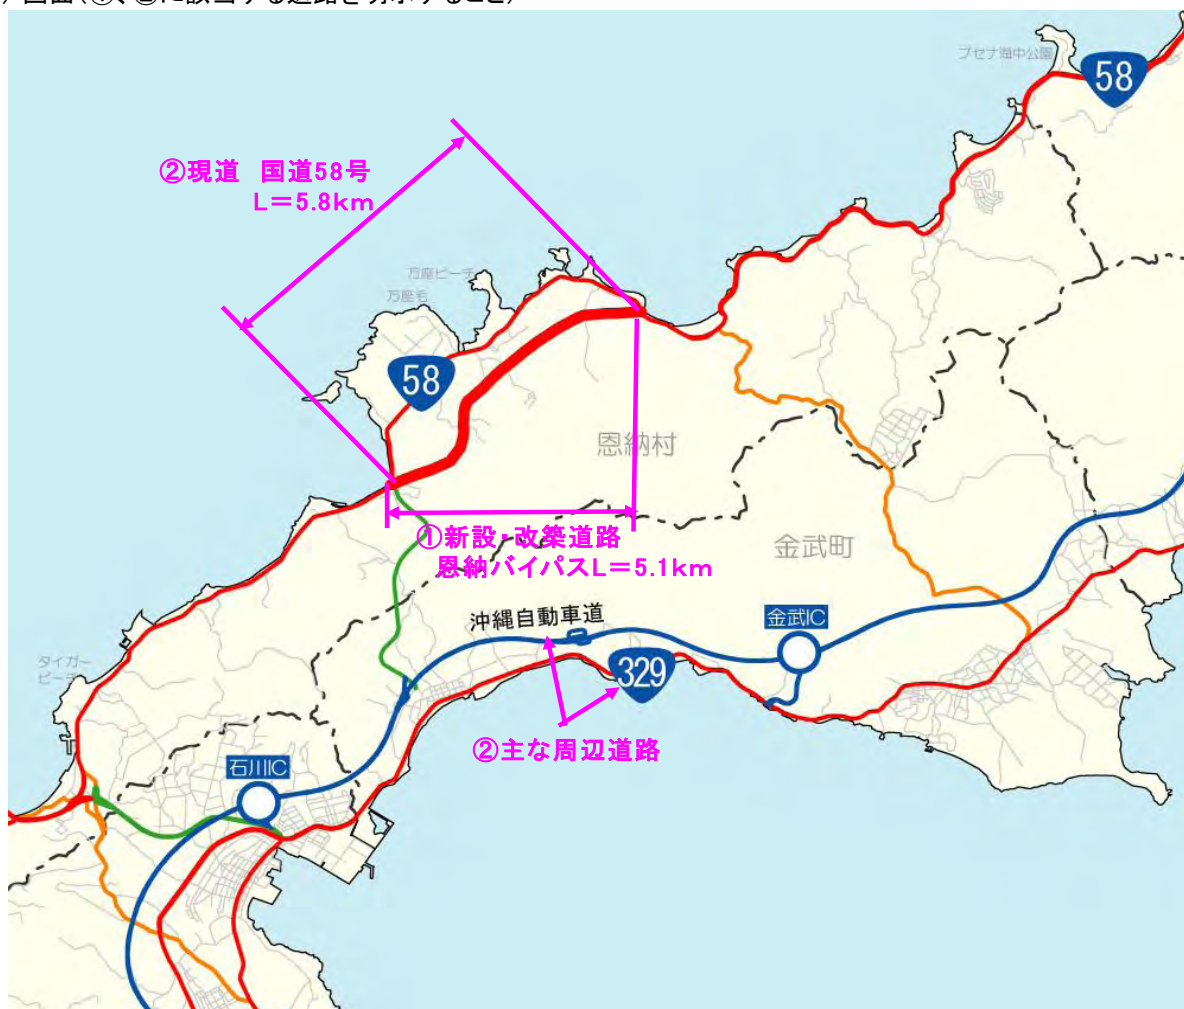 ブセナ海中公園
58
②現道 国道58号
L=5.8km
万座ビーチ
万座毛
58
恩納村
①新設・改築道路
恩納バイパスL=5.1km
金武町
沖縄自動車道
金武IC
タイガー
ビーチ
329
②主な周辺道路
石川IC